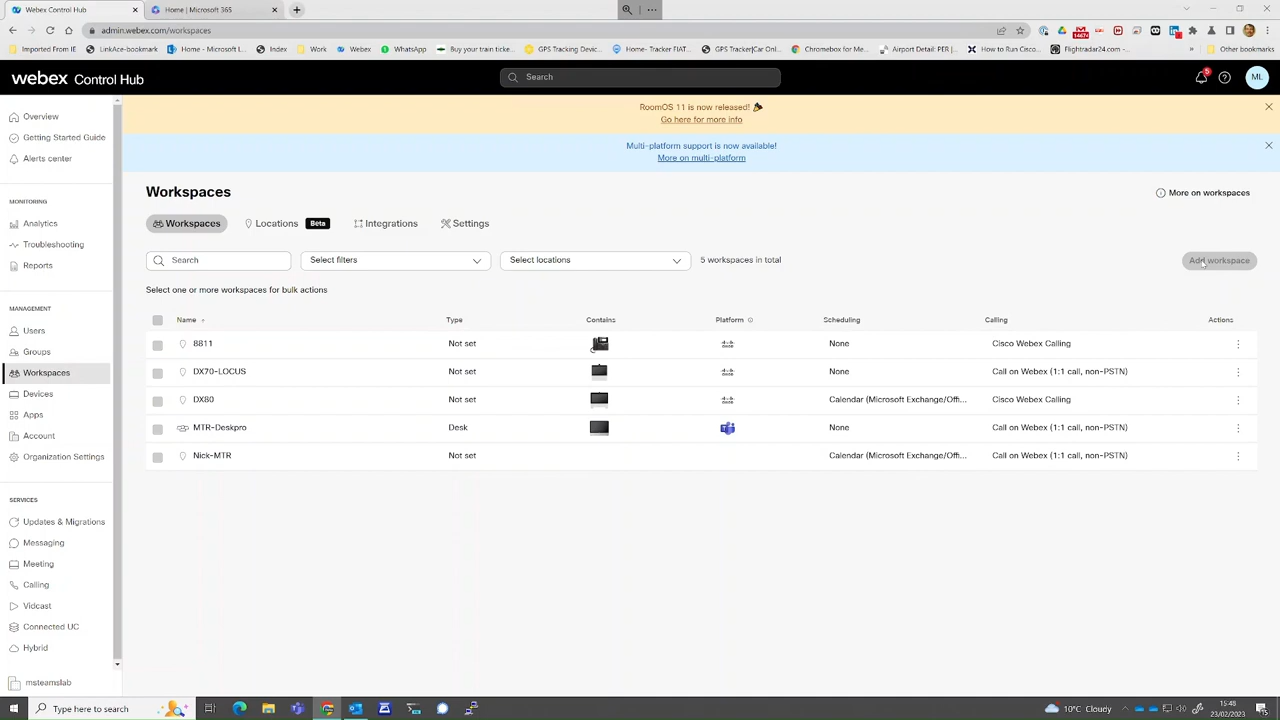 Webex Control Hub
Home | Microsoft 365
admin.webex.com/workspaces
Imported From IE
LinkAce-bookmark
Home - Microsoft L...
Index
Work
Webex
WhatsApp
Buy your train ticke...
GPS Tracking Devic...
Home- Tracker FIAT...
GPS Tracker|Car Onl...
Chromebox for Me...
Airport Detail: PER |...
How to Run Cisco...
Flightradar24.com -...
»
Other bookmarks
webex Control Hub
Search
5
ML
RoomOS 11 is now released!
Go here for more info
Multi-platform support is now available!
More on multi-platform
Overview
Getting Started Guide
Alerts center
MONITORING
Analytics
Troubleshooting
Reports
MANAGEMENT
Users
Groups
Workspaces
Devices
Apps
Account
Organization Settings
SERVICES
Updates & Migrations
Messaging
Meeting
Calling
Vidcast
Connected UC
Hybrid
msteamslab
Workspaces
More on workspaces
Workspaces
Locations Beta
Integrations
Settings
Search
Select filters
Select locations
5 workspaces in total
Add workspace
Select one or more workspaces for bulk actions
Name Type Contains Platform Scheduling Calling Actions
8811 Not set None Cisco Webex Calling
DX70-LOCUS Not set None Call on Webex (1:1 call, non-PSTN)
DX80 Not set Calendar (Microsoft Exchange/Offi... Cisco Webex Calling
MTR-Deskpro Desk None Call on Webex (1:1 call, non-PSTN)
Nick-MTR Not set Calendar (Microsoft Exchange/Offi... Call on Webex (1:1 call, non-PSTN)
Type here to search
10°C Cloudy
15:48
23/02/2023